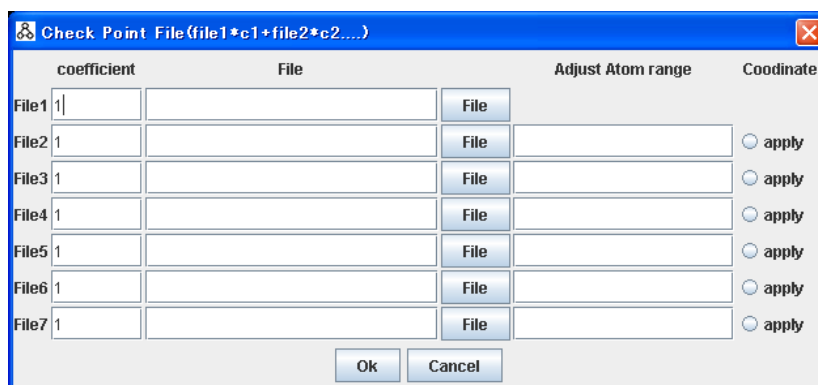 Check Point File(file1*c1+file2*c2....)
coefficient File Adjust Atom range Coodinate
File1 1 File
File2 1 File apply
File3 1 File apply
File4 1 File apply
File5 1 File apply
File6 1 File apply
File7 1 File apply
Ok Cancel